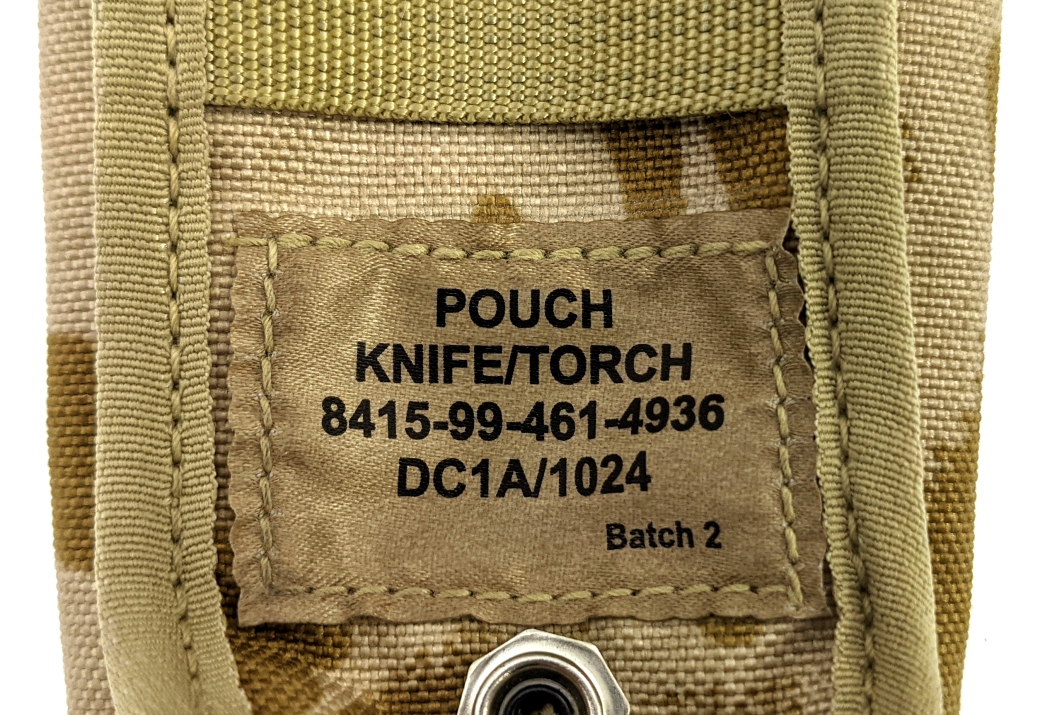 POUCH
KNIFE/TORCH
8415-99-461-4936
DC1A/1024
Batch 2